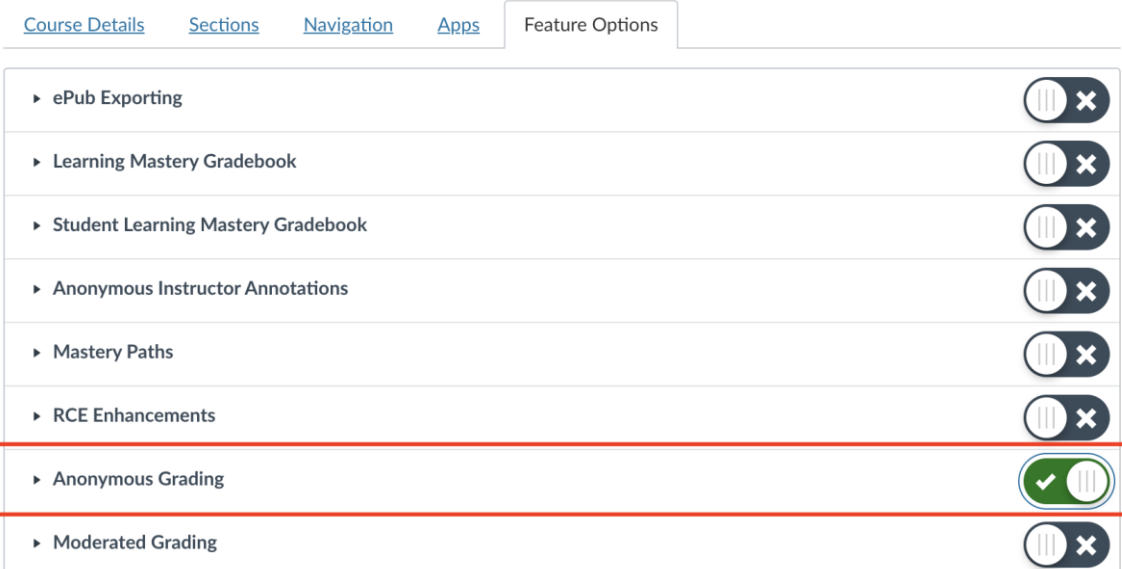 Course Details Sections Navigation Apps Feature Options
ePub Exporting
Learning Mastery Gradebook
Student Learning Mastery Gradebook
Anonymous Instructor Annotations
Mastery Paths
RCE Enhancements
Anonymous Grading
Moderated Grading